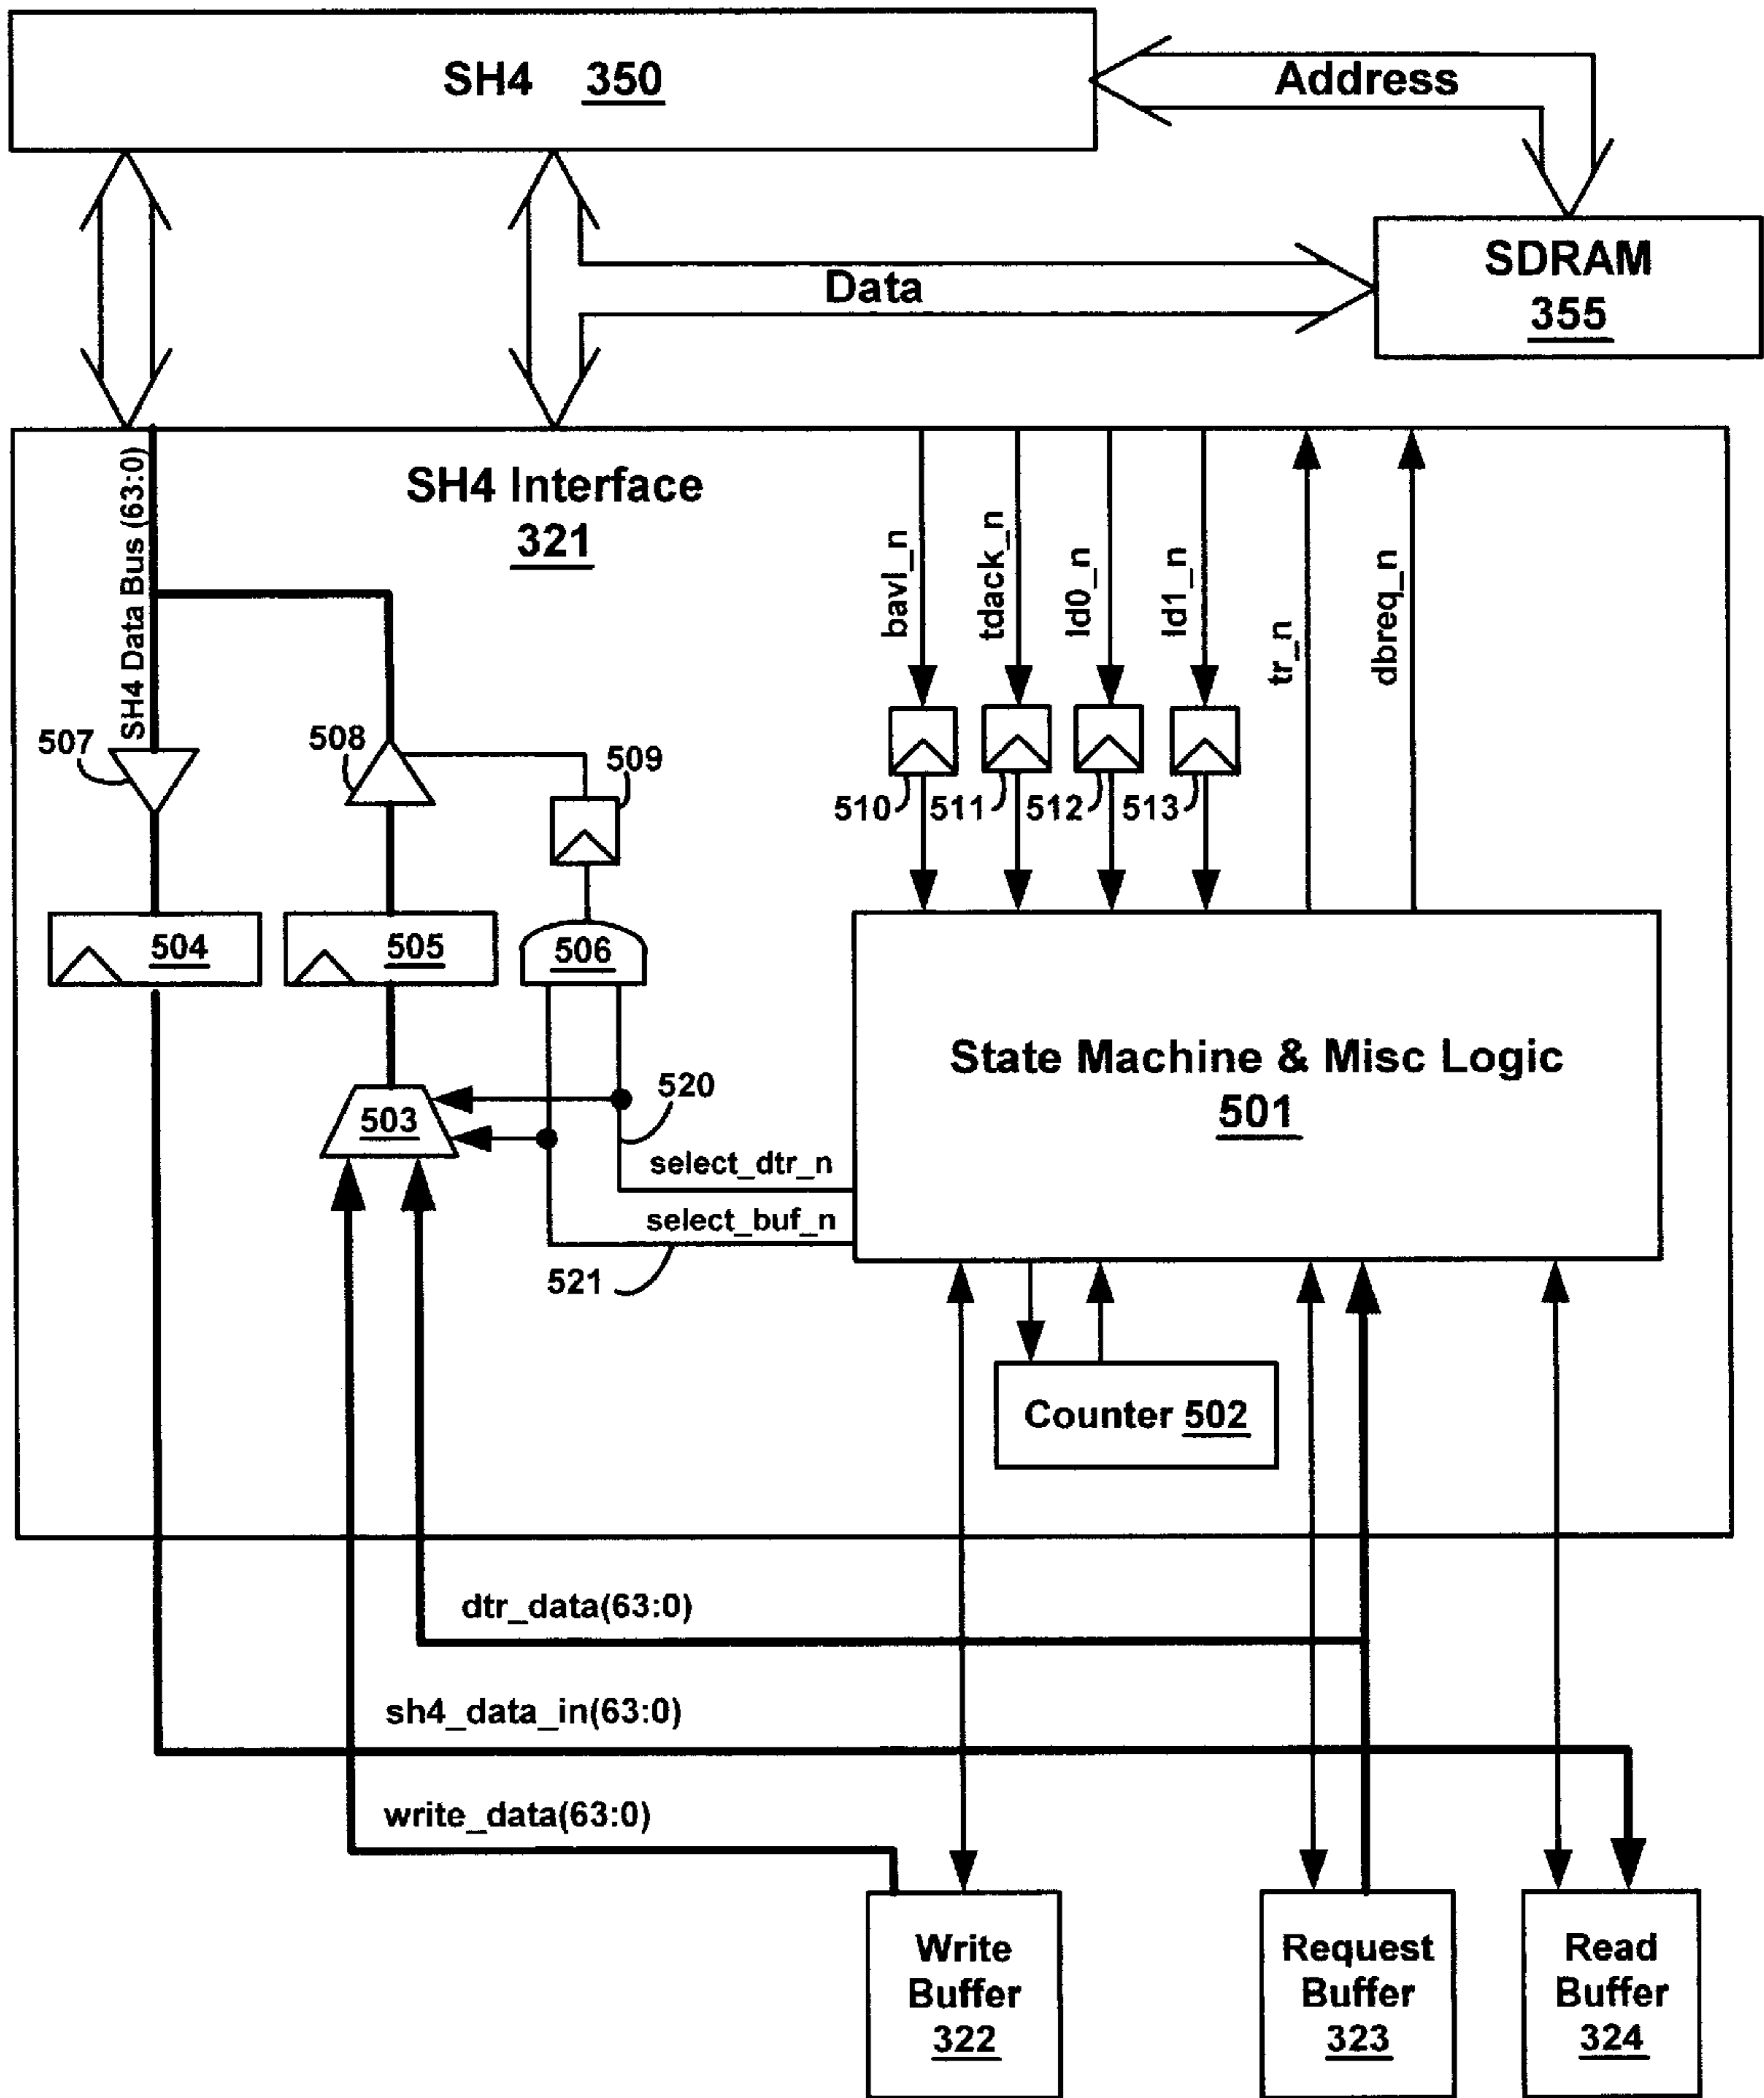 SH4 350
Address
SDRAM
355
Data
SH4 Data Bus (63:0)
SH4 Interface
321
bavl_n
tdack_n
ld0_n
ld1_n
tr_n
dbreq_n
507
508
509
510
511
512
513
504
505
506
State Machine & Misc Logic
501
503
520
select_dtr_n
select_buf_n
521
Counter 502
dtr_data(63:0)
sh4_data_in(63:0)
write_data(63:0)
Write
Buffer
322
Request
Buffer
323
Read
Buffer
324